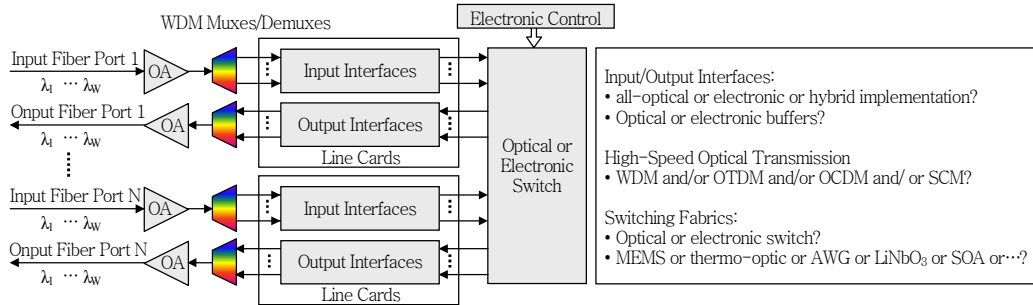 Electronic Control
WDM Muxes/Demuxes
Input Fiber Port 1
OA
λ₁ ⋯ λ_W
Input Interfaces
Onput Fiber Port 1
OA
λ₁ ⋯ λ_W
Output Interfaces
Line Cards
Optical or
Electronic
Switch
Input Fiber Port N
OA
λ₁ ⋯ λ_W
Input Interfaces
Onput Fiber Port N
OA
λ₁ ⋯ λ_W
Output Interfaces
Line Cards
Input/Output Interfaces:
• all-optical or electronic or hybrid implementation?
• Optical or electronic buffers?
High-Speed Optical Transmission
• WDM and/or OTDM and/or OCDM and/ or SCM?
Switching Fabrics:
• Optical or electronic switch?
• MEMS or thermo-optic or AWG or LiNbO₃ or SOA or⋯?